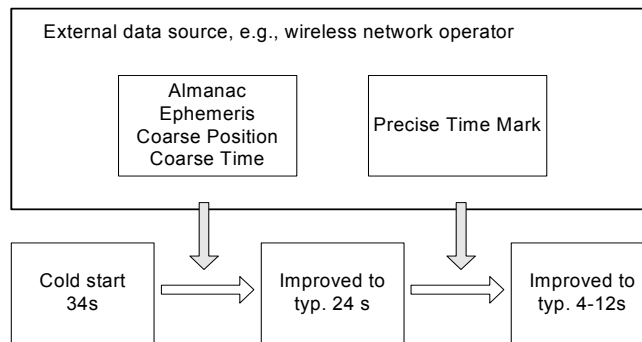 External data source, e.g., wireless network operator
Almanac
Ephemeris
Coarse Position
Coarse Time
Precise Time Mark
Cold start
34s
Improved to
typ. 24 s
Improved to
typ. 4-12s